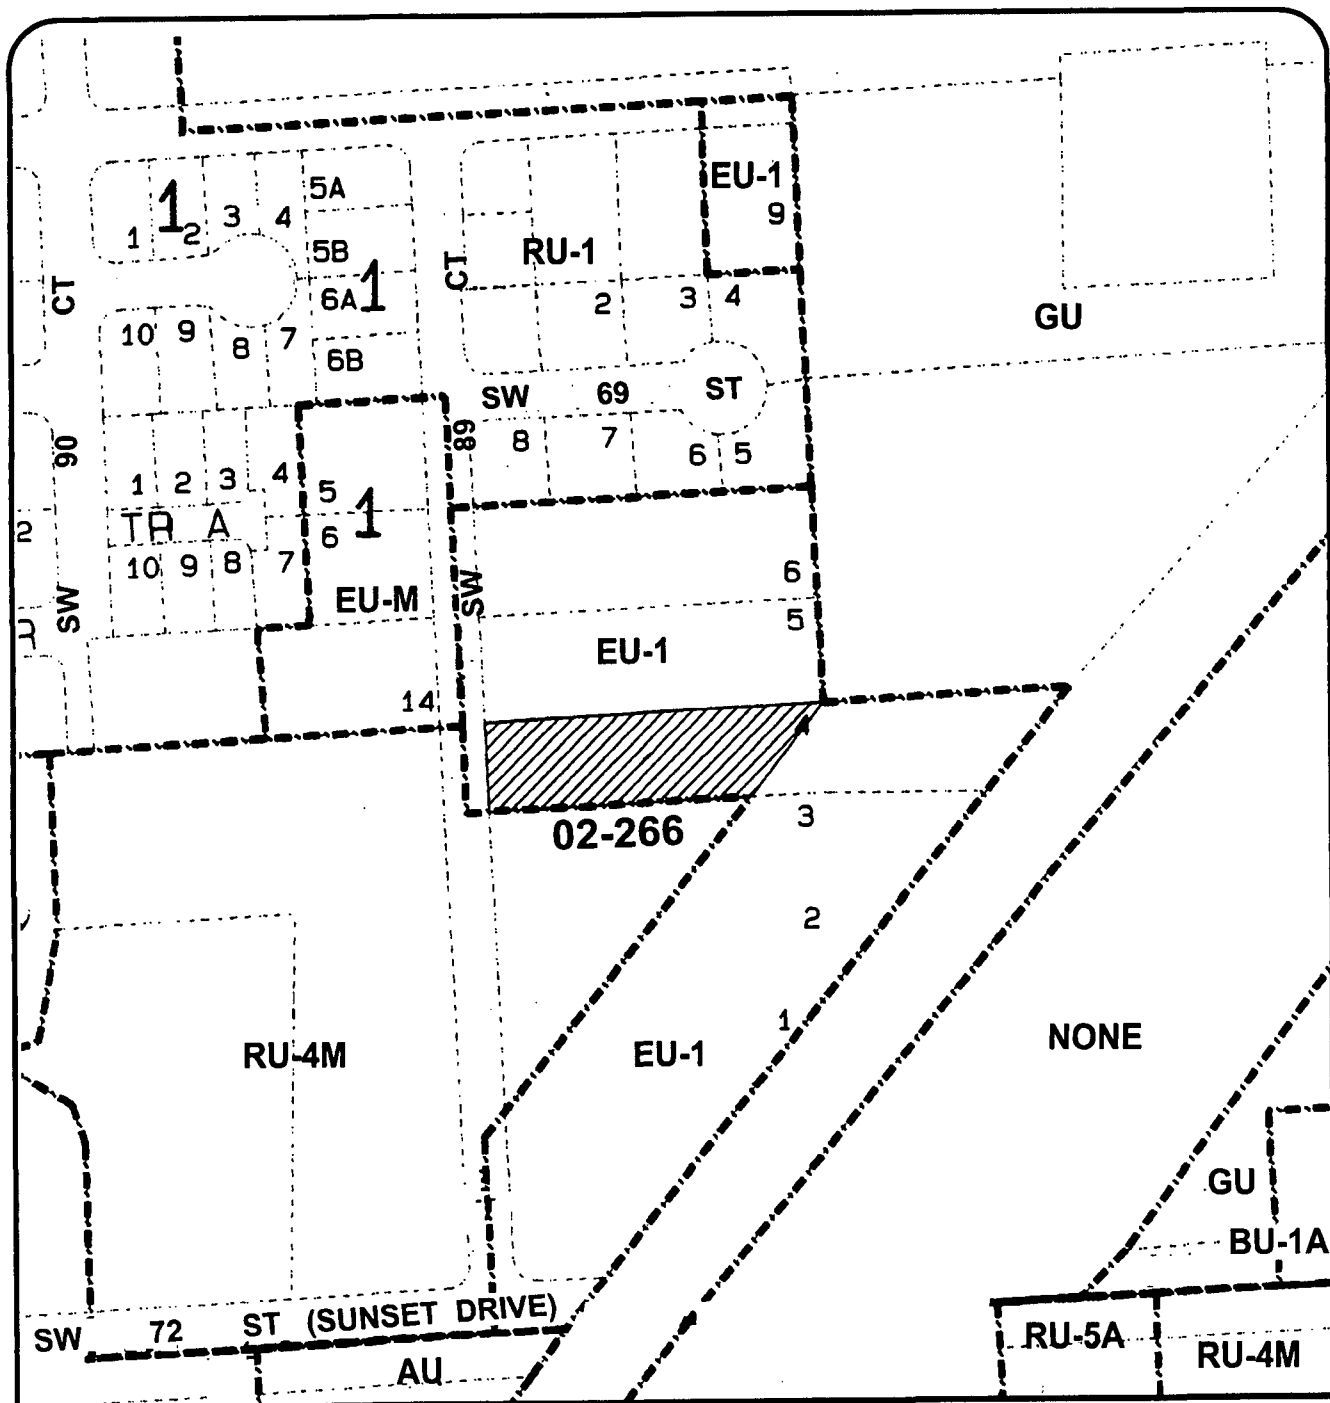 5A
EU-1
1
1 2 3 4
9
5B
RU-1
CT
CT
6A
1
2 3 4
10 9 8 7
GU
6B
SW 69 ST
89
8 7 6 5
90
1 2 3 4
5
1
TR A
2
6
10 9 8 7
6
EU-M
SW
SW
5
EU-1
14
4
02-266
3
2
1
RU-4M
EU-1
NONE
GU
BU-1A
SW 72 ST (SUNSET DRIVE)
RU-5A
RU-4M
AU